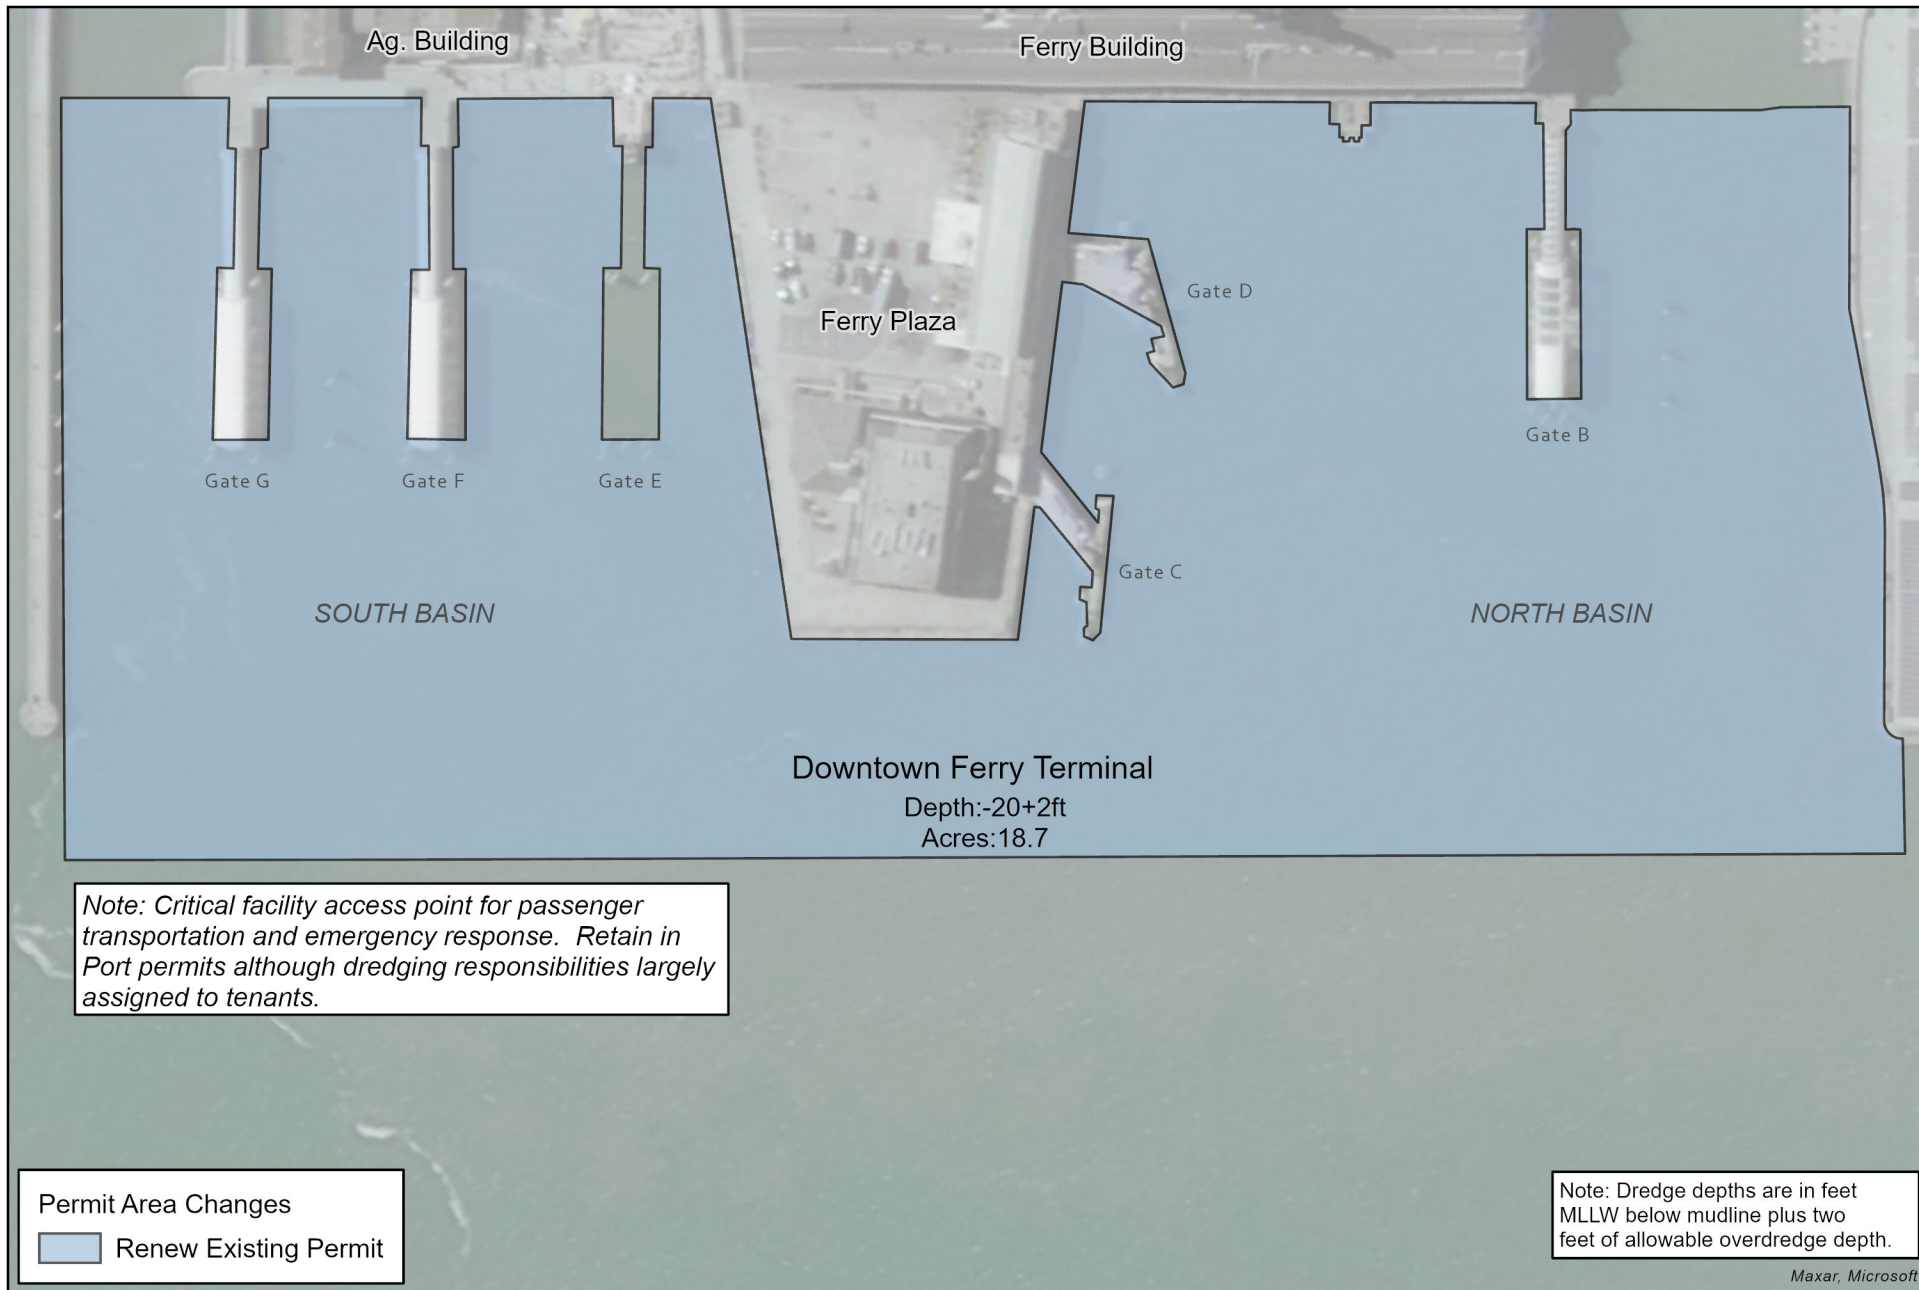 Ag. Building
Ferry Building
Gate D
Ferry Plaza
Gate B
Gate G
Gate F
Gate E
Gate C
SOUTH BASIN
NORTH BASIN
Downtown Ferry Terminal
Depth:-20+2ft
Acres:18.7
Note: Critical facility access point for passenger
transportation and emergency response. Retain in
Port permits although dredging responsibilities largely
assigned to tenants.
Permit Area Changes
Renew Existing Permit
Note: Dredge depths are in feet
MLLW below mudline plus two
feet of allowable overdredge depth.
Maxar, Microsoft